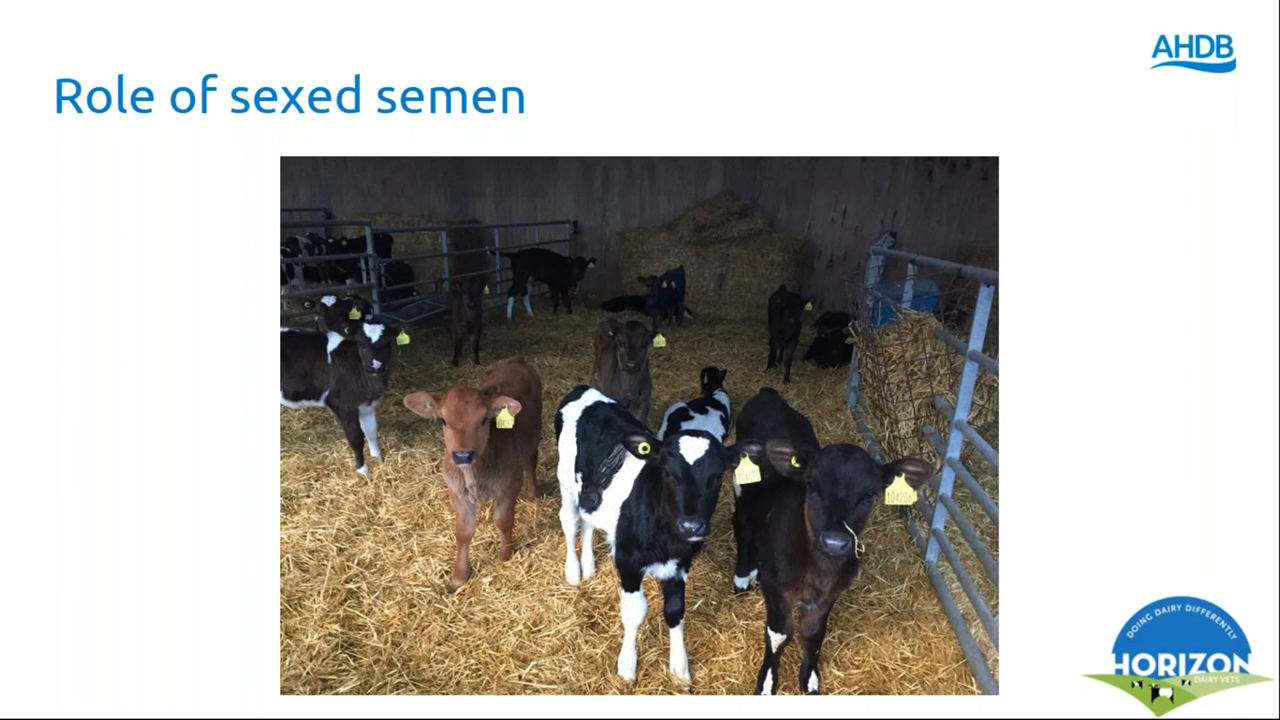 AHDB
Role of sexed semen
DOING DAIRY DIFFERENTLY
HORIZON
DAIRY VETS